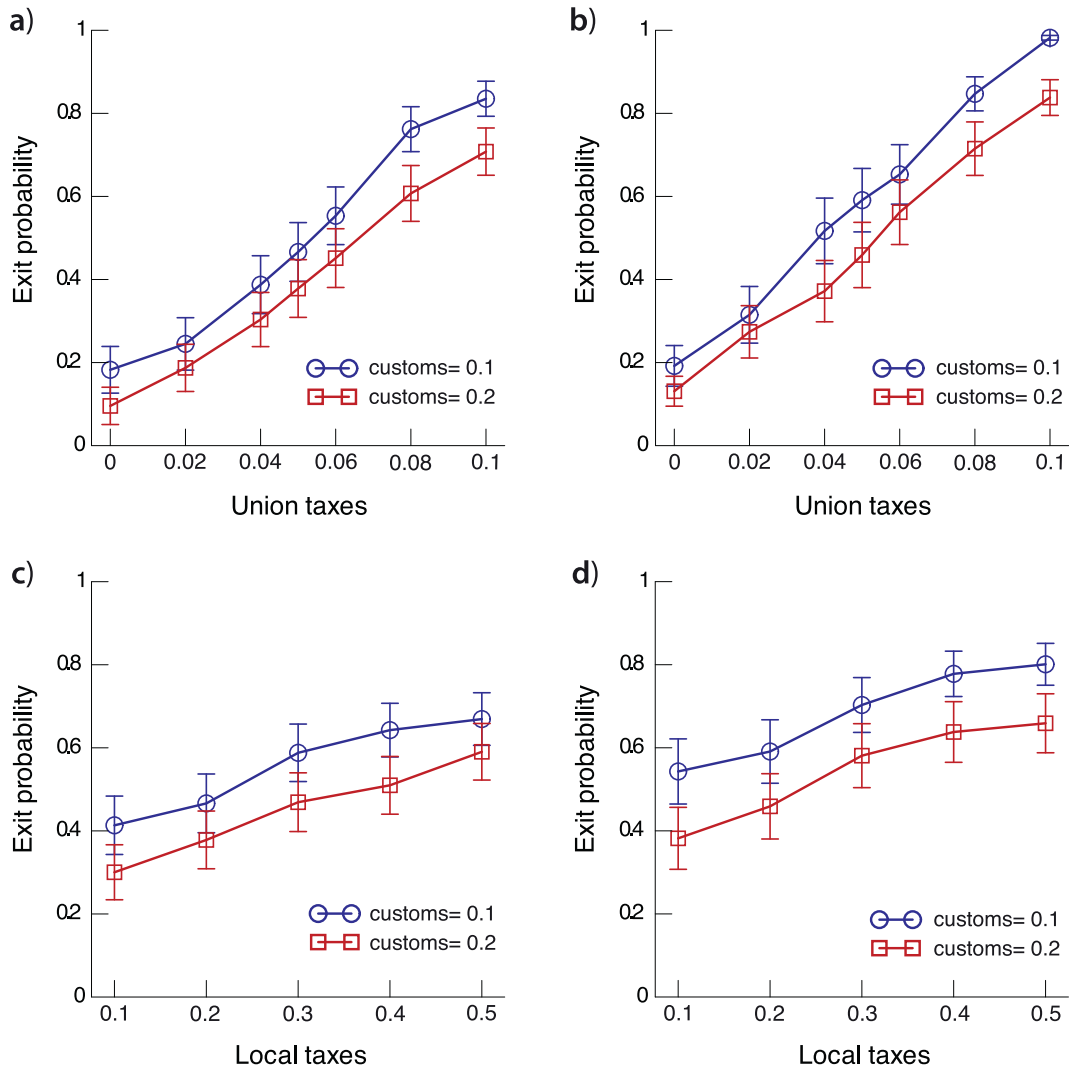 a)
Exit probability
1
0.8
0.6
0.4
0.2
0
0 0.02 0.04 0.06 0.08 0.1
Union taxes
customs= 0.1
customs= 0.2
b)
Exit probability
1
0.8
0.6
0.4
0.2
0
0 0.02 0.04 0.06 0.08 0.1
Union taxes
customs= 0.1
customs= 0.2
c)
Exit probability
1
0.8
0.6
0.4
0.2
0
0.1 0.2 0.3 0.4 0.5
Local taxes
customs= 0.1
customs= 0.2
d)
Exit probability
1
0.8
0.6
0.4
0.2
0
0.1 0.2 0.3 0.4 0.5
Local taxes
customs= 0.1
customs= 0.2